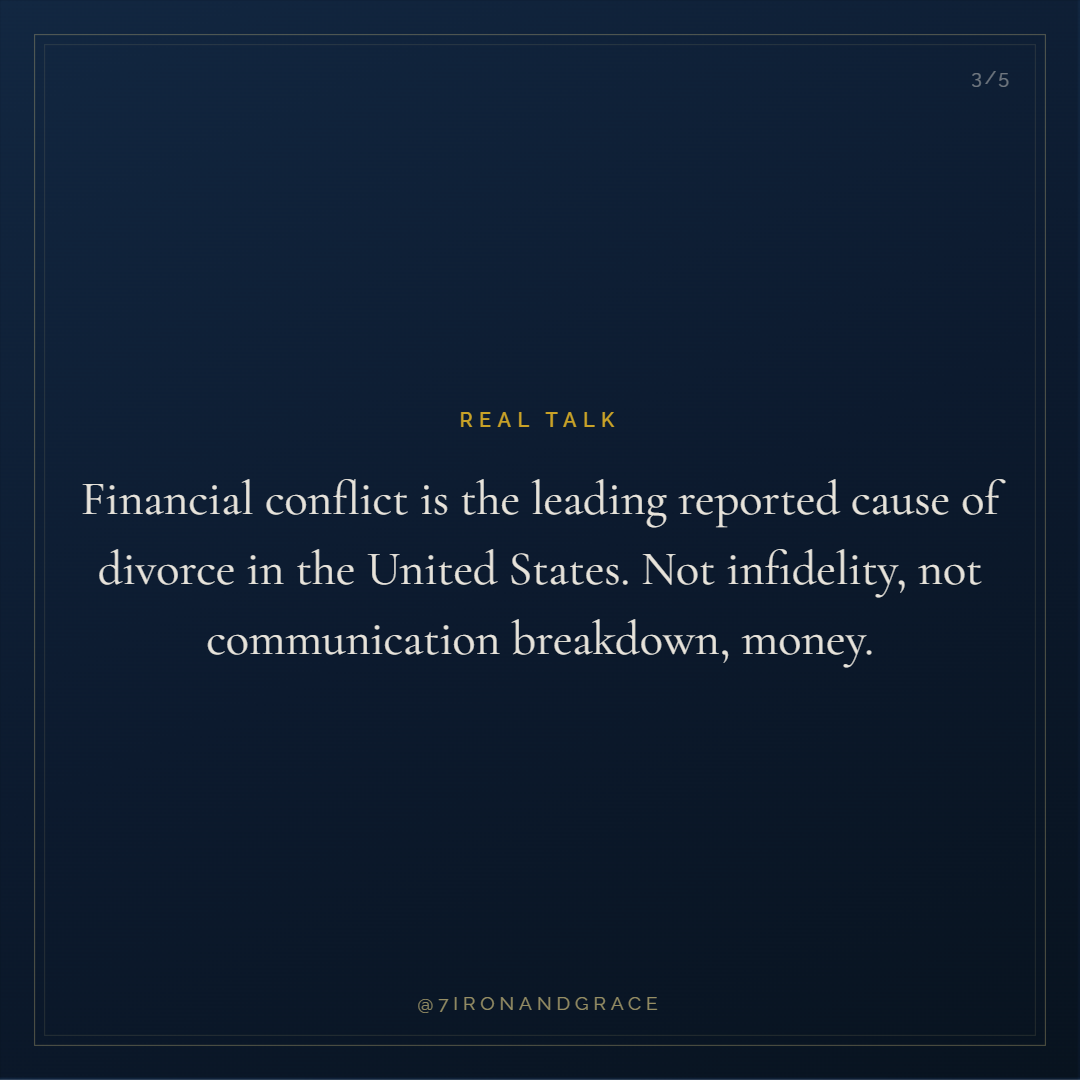 3/5
REAL TALK
Financial conflict is the leading reported cause of
divorce in the United States. Not infidelity, not
communication breakdown, money.
@7IRONANDGRACE